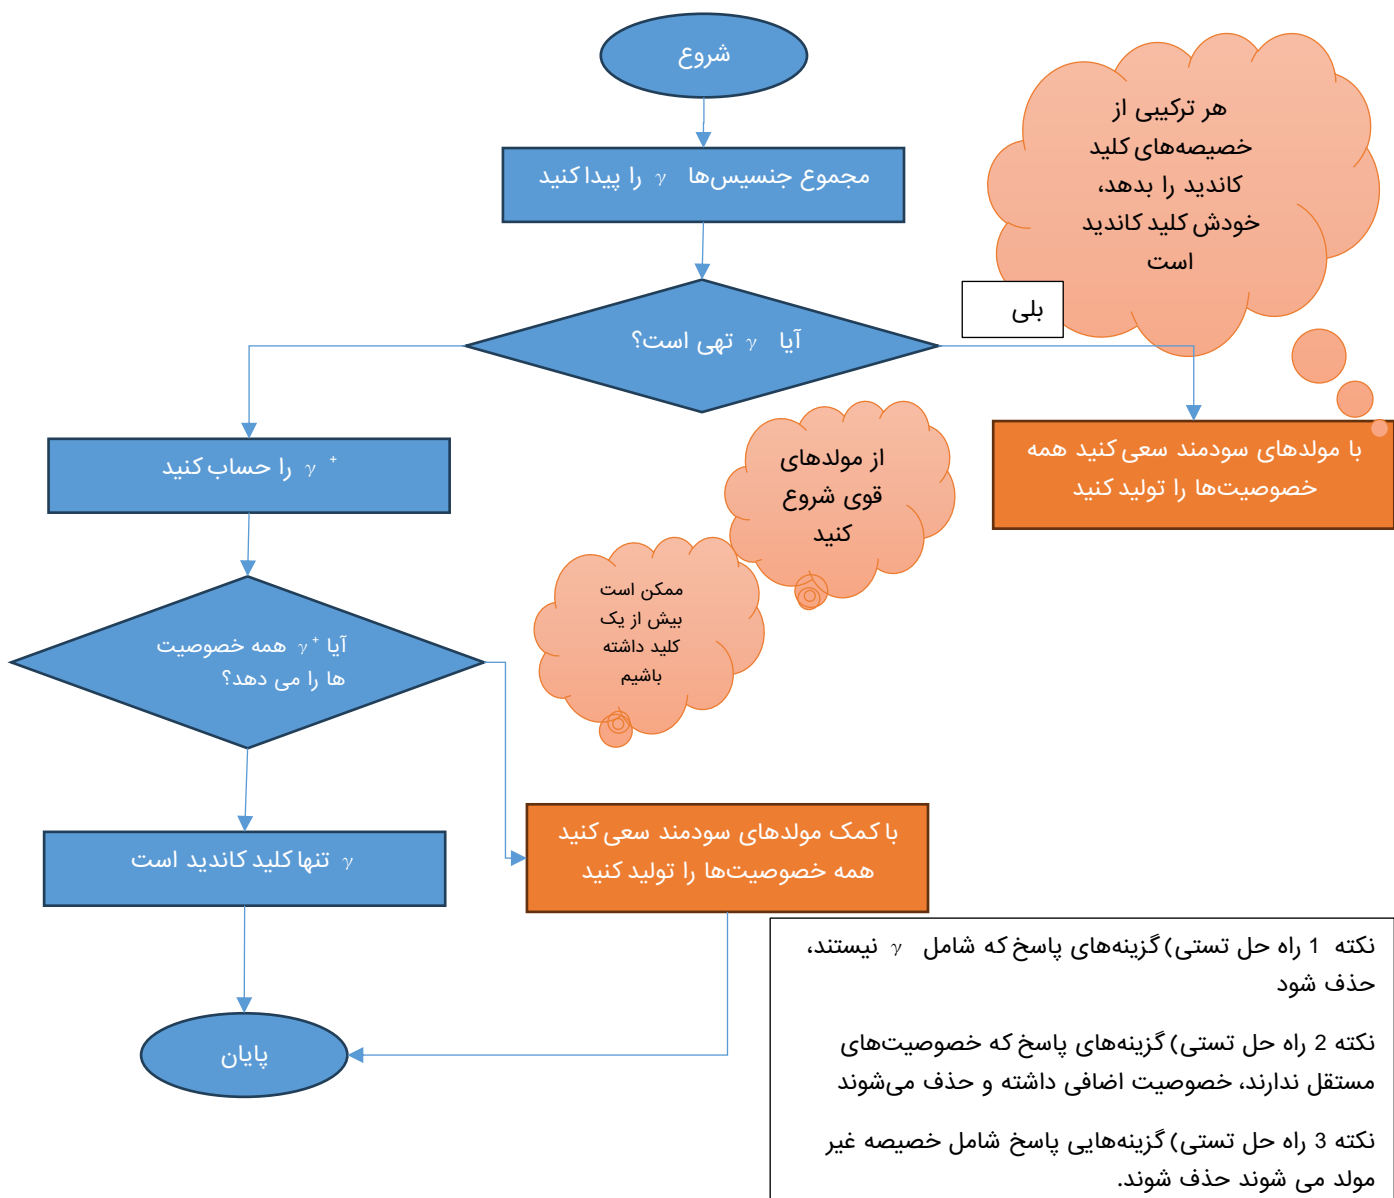 شروع
هر ترکیبی از
خصیصه‌های کلید
کاندید را بدهد،
خودش کلید کاندید
است
مجموع جنسیس‌ها γ را پیدا کنید
بلی
آیا γ تهی است؟
با مولدهای سودمند سعی کنید همه
خصوصیت‌ها را تولید کنید
γ⁺ را حساب کنید
از مولدهای
قوی شروع
کنید
ممکن است
بیش از یک
کلید داشته
باشیم
آیا γ⁺ همه خصوصیت
ها را می دهد؟
با کمک مولدهای سودمند سعی کنید
همه خصوصیت‌ها را تولید کنید
γ تنها کلید کاندید است
نکته 1 راه حل تستی) گزینه‌های پاسخ که شامل γ نیستند،
حذف شود
نکته 2 راه حل تستی) گزینه‌های پاسخ که خصوصیت‌های
مستقل ندارند، خصوصیت اضافی داشته و حذف می‌شوند
نکته 3 راه حل تستی) گزینه‌هایی پاسخ شامل خصیصه غیر
مولد می شوند حذف شوند.
پایان